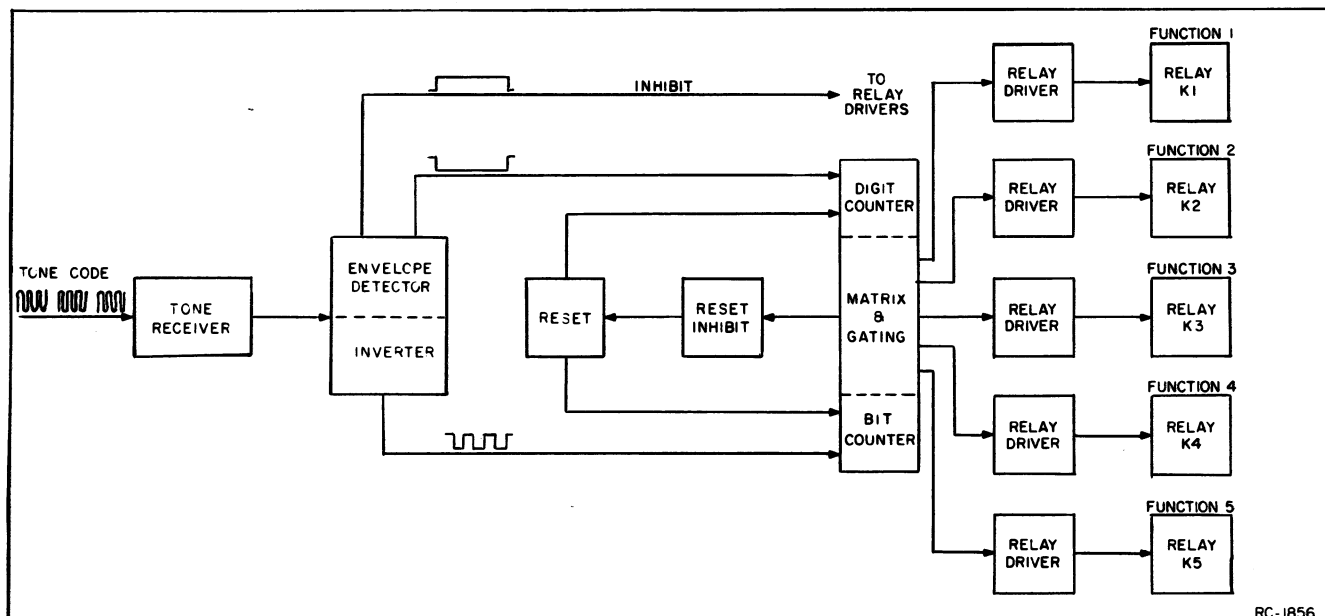 TONE CODE
TONE
RECEIVER
ENVELOPE
DETECTOR
INVERTER
INHIBIT
TO
RELAY
DRIVERS
RESET
RESET
INHIBIT
DIGIT
COUNTER
MATRIX
&
GATING
BIT
COUNTER
RELAY
DRIVER
FUNCTION 1
RELAY
K1
RELAY
DRIVER
FUNCTION 2
RELAY
K2
RELAY
DRIVER
FUNCTION 3
RELAY
K3
RELAY
DRIVER
FUNCTION 4
RELAY
K4
RELAY
DRIVER
FUNCTION 5
RELAY
K5
RC-1856